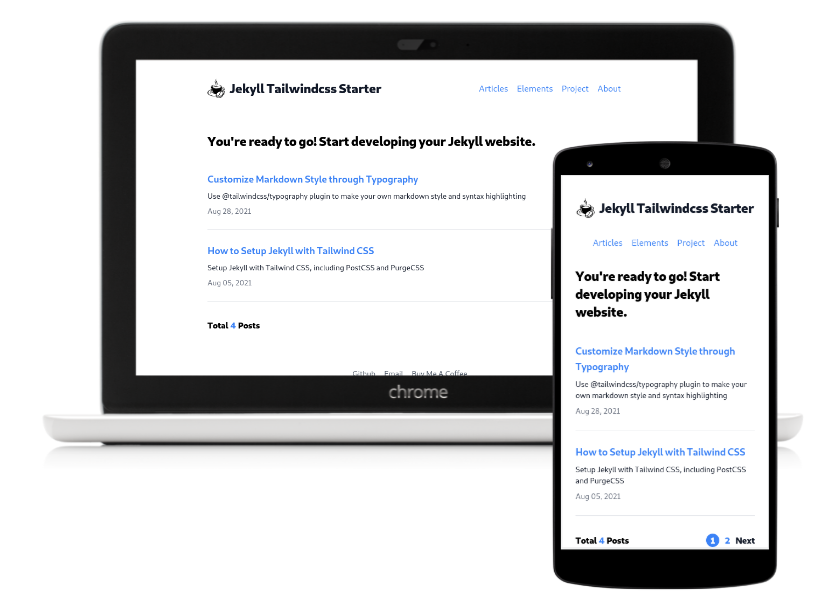 Jekyll Tailwindcss Starter
Articles Elements Project About
You're ready to go! Start developing your Jekyll website.
Customize Markdown Style through Typography
Use @tailwindcss/typography plugin to make your own markdown style and syntax highlighting
Aug 28, 2021
How to Setup Jekyll with Tailwind CSS
Setup Jekyll with Tailwind CSS, including PostCSS and PurgeCSS
Aug 05, 2021
Total 4 Posts
Github Email Buy Me A Coffee
chrome
Jekyll Tailwindcss Starter
Articles Elements Project About
You're ready to go! Start
developing your Jekyll
website.
Customize Markdown Style through
Typography
Use @tailwindcss/typography plugin to make your
own markdown style and syntax highlighting
Aug 28, 2021
How to Setup Jekyll with Tailwind CSS
Setup Jekyll with Tailwind CSS, including PostCSS
and PurgeCSS
Aug 05, 2021
Total 4 Posts 1 2 Next